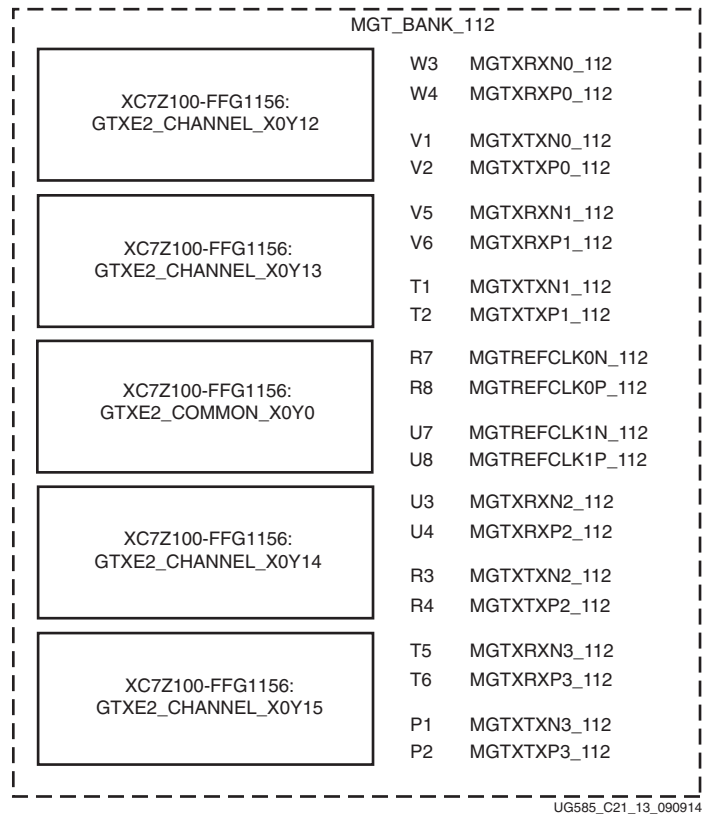 MGT_BANK_112
XC7Z100-FFG1156:
GTXE2_CHANNEL_X0Y12
W3 MGTXRXN0_112
W4 MGTXRXP0_112
V1 MGTXTXN0_112
V2 MGTXTXP0_112
XC7Z100-FFG1156:
GTXE2_CHANNEL_X0Y13
V5 MGTXRXN1_112
V6 MGTXRXP1_112
T1 MGTXTXN1_112
T2 MGTXTXP1_112
XC7Z100-FFG1156:
GTXE2_COMMON_X0Y0
R7 MGTREFCLK0N_112
R8 MGTREFCLK0P_112
U7 MGTREFCLK1N_112
U8 MGTREFCLK1P_112
XC7Z100-FFG1156:
GTXE2_CHANNEL_X0Y14
U3 MGTXRXN2_112
U4 MGTXRXP2_112
R3 MGTXTXN2_112
R4 MGTXTXP2_112
XC7Z100-FFG1156:
GTXE2_CHANNEL_X0Y15
T5 MGTXRXN3_112
T6 MGTXRXP3_112
P1 MGTXTXN3_112
P2 MGTXTXP3_112
UG585_C21_13_090914